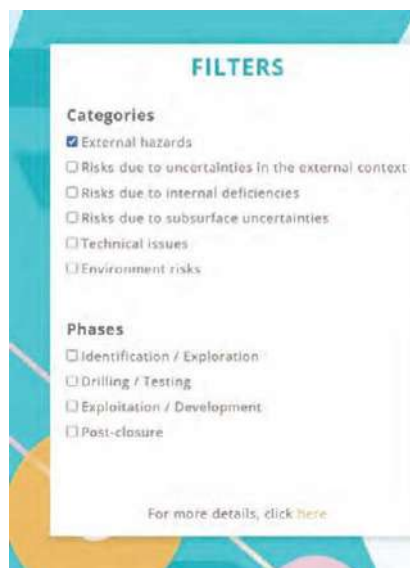 FILTERS
Categories
External hazards
Risks due to uncertainties in the external context
Risks due to internal deficiencies
Risks due to subsurface uncertainties
Technical issues
Environment risks
Phases
Identification / Exploration
Drilling / Testing
Exploitation / Development
Post-closure
For more details, click here